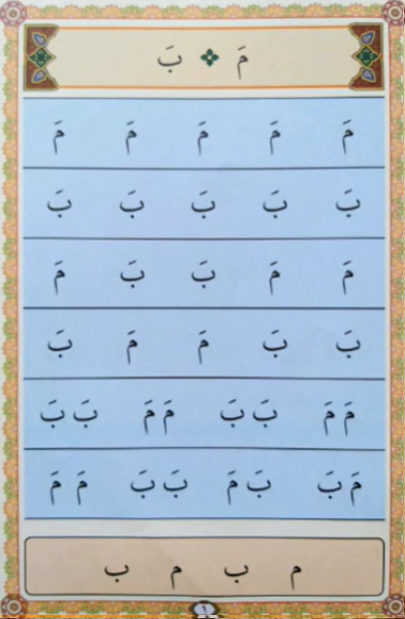 مَ بَ
مَ مَ مَ مَ مَ
بَ بَ بَ بَ بَ
مَ مَ بَ بَ مَ
بَ بَ مَ مَ بَ
مَ مَ بَ بَ مَ مَ بَ بَ
مَ بَ بَ مَ بَ بَ مَ مَ
م ب م ب
١